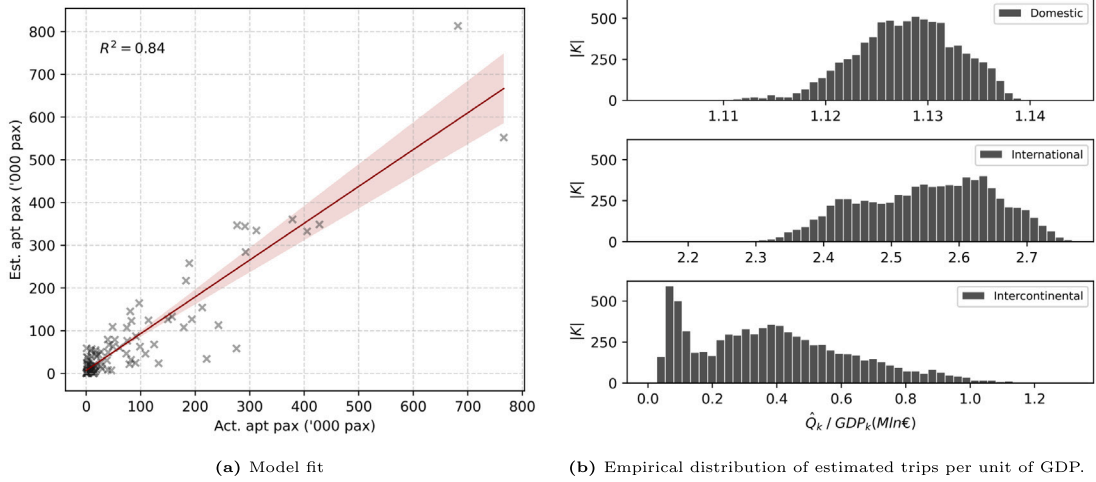 800
700
600
500
400
300
200
100
0
Est. apt pax ('000 pax)
R² = 0.84
0 100 200 300 400 500 600 700 800
Act. apt pax ('000 pax)
(a) Model fit
500
250
0
|K|
Domestic
1.11 1.12 1.13 1.14
500
250
0
|K|
International
2.2 2.3 2.4 2.5 2.6 2.7
500
250
0
|K|
Intercontinental
0.0 0.2 0.4 0.6 0.8 1.0 1.2
Q̂ₖ / GDPₖ(Mln€)
(b) Empirical distribution of estimated trips per unit of GDP.